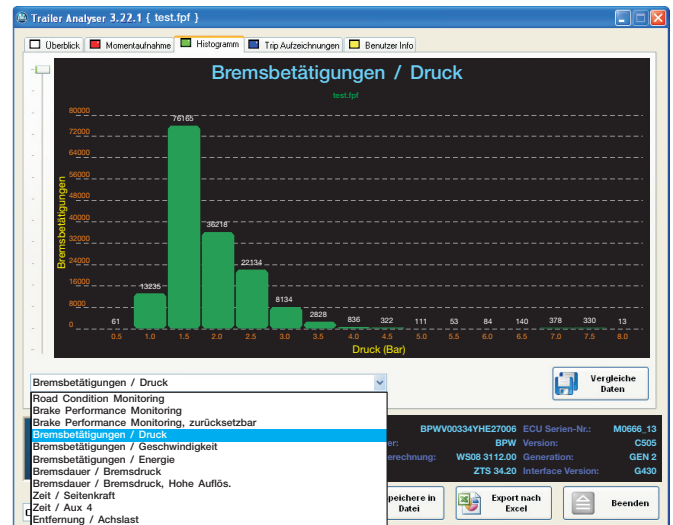 Trailer Analyser 3.22.1 { test.fpf }
Überblick Momentaufnahme Histogramm Trip Aufzeichnungen Benutzer Info
Bremsbetätigungen / Druck
test.fpf
Bremsbetätigungen
80000
72000
64000
56000
48000
40000
32000
24000
16000
8000
0
61 13235 76165 36218 22134 8134 2828 836 322 111 53 84 140 378 330 13
0.5 1.0 1.5 2.0 2.5 3.0 3.5 4.0 4.5 5.0 5.5 6.0 6.5 7.0 7.5 8.0
Druck (Bar)
Bremsbetätigungen / Druck
Vergleiche
Daten
Road Condition Monitoring
Brake Performance Monitoring
Brake Performance Monitoring, zurücksetzbar
Bremsbetätigungen / Druck
Bremsbetätigungen / Geschwindigkeit
Bremsbetätigungen / Energie
Bremsdauer / Bremsdruck
Bremsdauer / Bremsdruck, Hohe Auflös.
Zeit / Seitenkraft
Zeit / Aux 4
Entfernung / Achslast
BPWV00334YHE27006 ECU Serien-Nr.: M0666_13
er: BPW Version: C505
erechnung: WS08 3112.00 Generation: GEN 2
ZTS 34.20 Interface Version: G430
peichere in
Datei
Export nach
Excel
Beenden